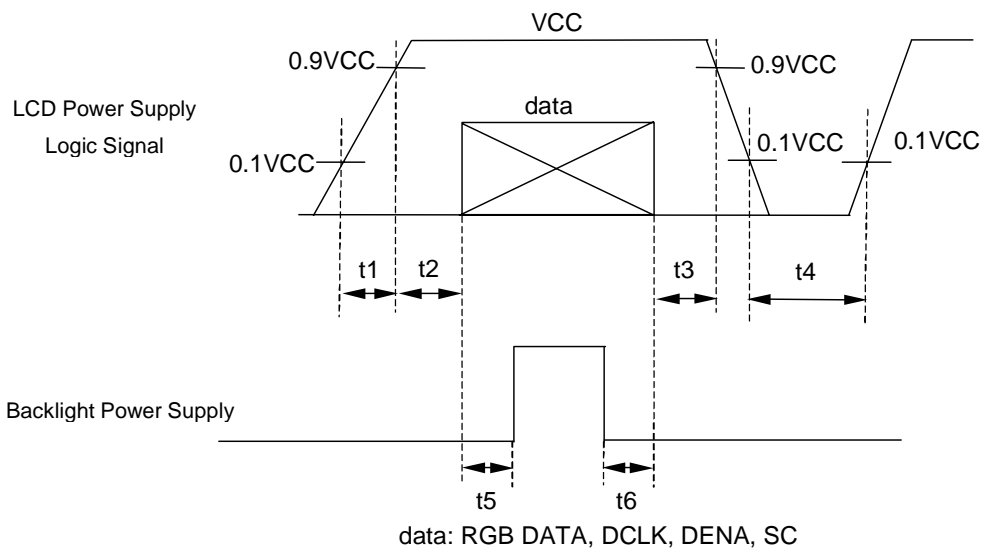 VCC
0.9VCC
0.9VCC
LCD Power Supply
Logic Signal
data
0.1VCC
0.1VCC
0.1VCC
t1
t2
t3
t4
Backlight Power Supply
t5
t6
data: RGB DATA, DCLK, DENA, SC